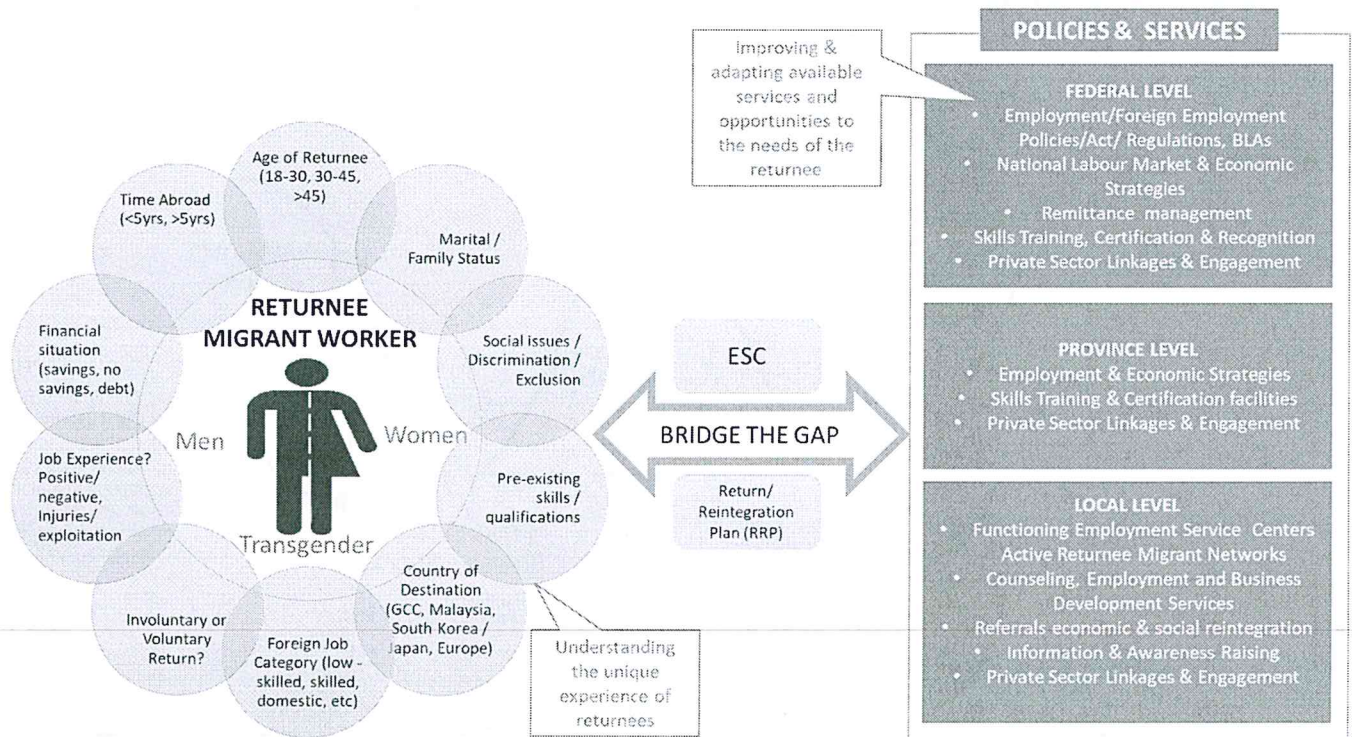 Age of Returnee
(18-30, 30-45,
>45)
Time Abroad
(<5yrs, >5yrs)
Marital /
Family Status
Financial
situation
(savings, no
savings, debt)
RETURNEE
MIGRANT WORKER
Social issues /
Discrimination /
Exclusion
Men
Women
Transgender
Job Experience?
Positive/
negative,
Injuries/
exploitation
Pre-existing
skills /
qualifications
Involuntary or
Voluntary
Return?
Foreign Job
Category (low -
skilled, skilled,
domestic, etc)
Country of
Destination
(GCC, Malaysia,
South Korea /
Japan, Europe)
Understanding
the unique
experience of
returnees
ESC
BRIDGE THE GAP
Return/
Reintegration
Plan (RRP)
Improving &
adapting available
services and
opportunities to
the needs of the
returnee
POLICIES & SERVICES
FEDERAL LEVEL
• Employment/Foreign Employment
Policies/Act/ Regulations, BLAs
• National Labour Market & Economic
Strategies
• Remittance management
• Skills Training, Certification & Recognition
• Private Sector Linkages & Engagement
PROVINCE LEVEL
• Employment & Economic Strategies
• Skills Training & Certification facilities
• Private Sector Linkages & Engagement
LOCAL LEVEL
• Functioning Employment Service Centers
Active Returnee Migrant Networks
• Counseling, Employment and Business
Development Services
• Referrals economic & social reintegration
• Information & Awareness Raising
• Private Sector Linkages & Engagement